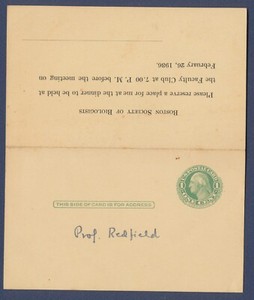 BOSTON SOCIETY OF BIOLOGISTS
Please reserve a place for me at the dinner to be held at
the Faculty Club at 7.00 P. M. before the meeting on
February 26, 1936.
THIS SIDE OF CARD IS FOR ADDRESS
Prof. Redfield